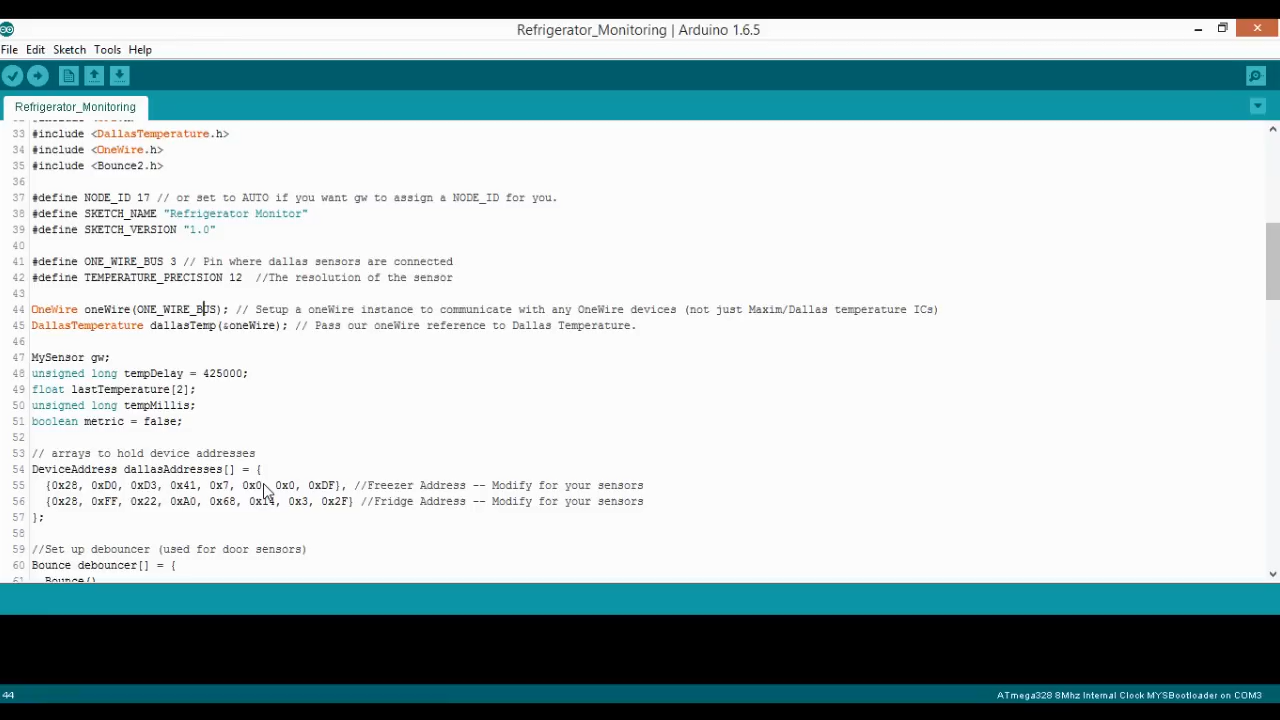 Refrigerator_Monitoring | Arduino 1.6.5
File Edit Sketch Tools Help
Refrigerator_Monitoring
33 #include <DallasTemperature.h>
34 #include <OneWire.h>
35 #include <Bounce2.h>
36
37 #define NODE_ID 17 // or set to AUTO if you want gw to assign a NODE_ID for you.
38 #define SKETCH_NAME "Refrigerator Monitor"
39 #define SKETCH_VERSION "1.0"
40
41 #define ONE_WIRE_BUS 3 // Pin where dallas sensors are connected
42 #define TEMPERATURE_PRECISION 12  //The resolution of the sensor
43
44 OneWire oneWire(ONE_WIRE_BUS); // Setup a oneWire instance to communicate with any OneWire devices (not just Maxim/Dallas temperature ICs)
45 DallasTemperature dallasTemp(&oneWire); // Pass our oneWire reference to Dallas Temperature.
46
47 MySensor gw;
48 unsigned long tempDelay = 425000;
49 float lastTemperature[2];
50 unsigned long tempMillis;
51 boolean metric = false;
52
53 // arrays to hold device addresses
54 DeviceAddress dallasAddresses[] = {
55   {0x28, 0xD0, 0xD3, 0x41, 0x7, 0x0, 0x0, 0xDF}, //Freezer Address -- Modify for your sensors
56   {0x28, 0xFF, 0x22, 0xA0, 0x68, 0x14, 0x3, 0x2F} //Fridge Address -- Modify for your sensors
57 };
58
59 //Set up debouncer (used for door sensors)
60 Bounce debouncer[] = {
61   Bounce()
44
ATmega328 8Mhz Internal Clock MYSBootloader on COM3